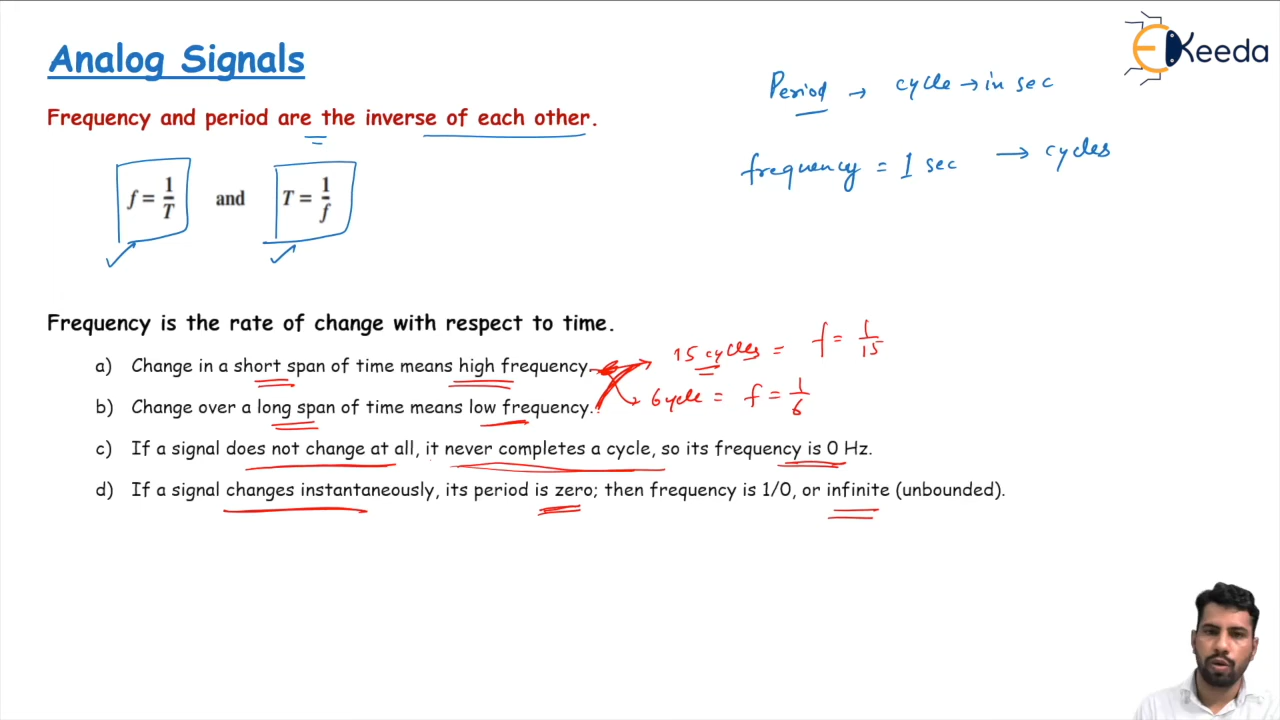 Analog Signals
EKeeda
Period → cycle → in sec
Frequency and period are the inverse of each other.
frequency = 1 sec → cycles
f = 1/T and T = 1/f
Frequency is the rate of change with respect to time.
15 cycles = f = 1/15
a) Change in a short span of time means high frequency.
6 ycle = f = 1/6
b) Change over a long span of time means low frequency.
c) If a signal does not change at all, it never completes a cycle, so its frequency is 0 Hz.
d) If a signal changes instantaneously, its period is zero; then frequency is 1/0, or infinite (unbounded).